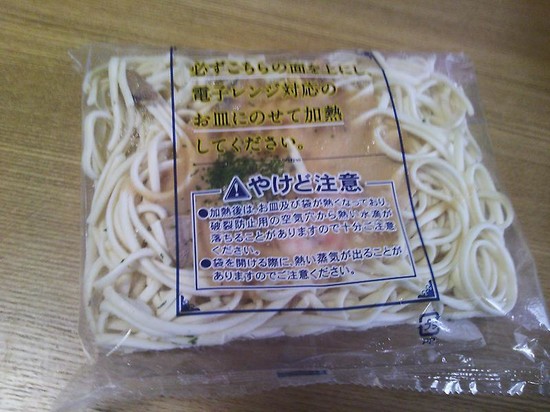 必ずこちらの面を上にし、
電子レンジ対応の
お皿にのせて加熱
してください。
やけど注意
●加熱後は、お皿及び袋が熱くなっており、
破裂防止用の空気穴から熱い水滴が
落ちることがありますので十分ご注意
ください。
●袋を開ける際に、熱い蒸気が出ることが
ありますのでご注意ください。
プラ
PP